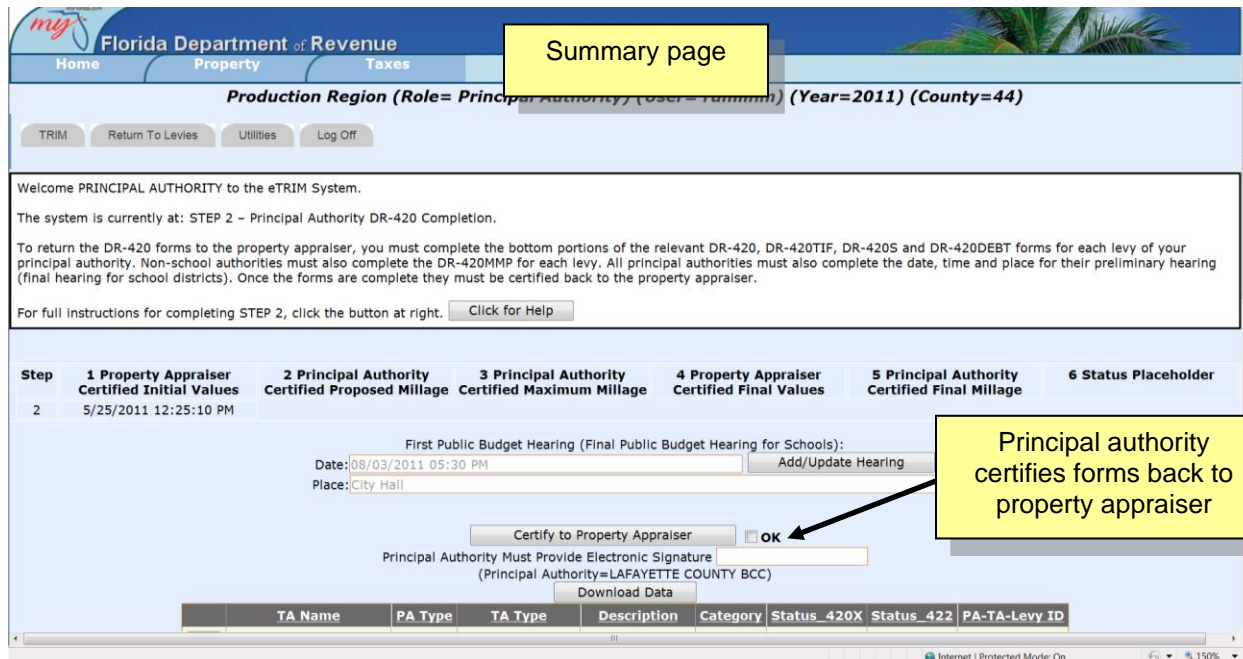 my
Florida Department of Revenue
Summary page
Home Property Taxes
Production Region (Role= Principal Authority) (Year=2011) (County=44)
TRIM Return To Levies Utilities Log Off
Welcome PRINCIPAL AUTHORITY to the eTRIM System.
The system is currently at: STEP 2 – Principal Authority DR-420 Completion.
To return the DR-420 forms to the property appraiser, you must complete the bottom portions of the relevant DR-420, DR-420TIF, DR-420S and DR-420DEBT forms for each levy of your
principal authority. Non-school authorities must also complete the DR-420MMP for each levy. All principal authorities must also complete the date, time and place for their preliminary hearing
(final hearing for school districts). Once the forms are complete they must be certified back to the property appraiser.
For full instructions for completing STEP 2, click the button at right. Click for Help
Step 1 Property Appraiser 2 Principal Authority 3 Principal Authority 4 Property Appraiser 5 Principal Authority 6 Status Placeholder
Certified Initial Values Certified Proposed Millage Certified Maximum Millage Certified Final Values Certified Final Millage
2 5/25/2011 12:25:10 PM
First Public Budget Hearing (Final Public Budget Hearing for Schools):
Date: 08/03/2011 05:30 PM Add/Update Hearing
Place: City Hall
Principal authority
certifies forms back to
property appraiser
Certify to Property Appraiser OK
Principal Authority Must Provide Electronic Signature
(Principal Authority=LAFAYETTE COUNTY BCC)
Download Data
TA Name PA Type TA Type Description Category Status_420X Status_422 PA-TA-Levy ID
Internet | Protected Mode: On 150%